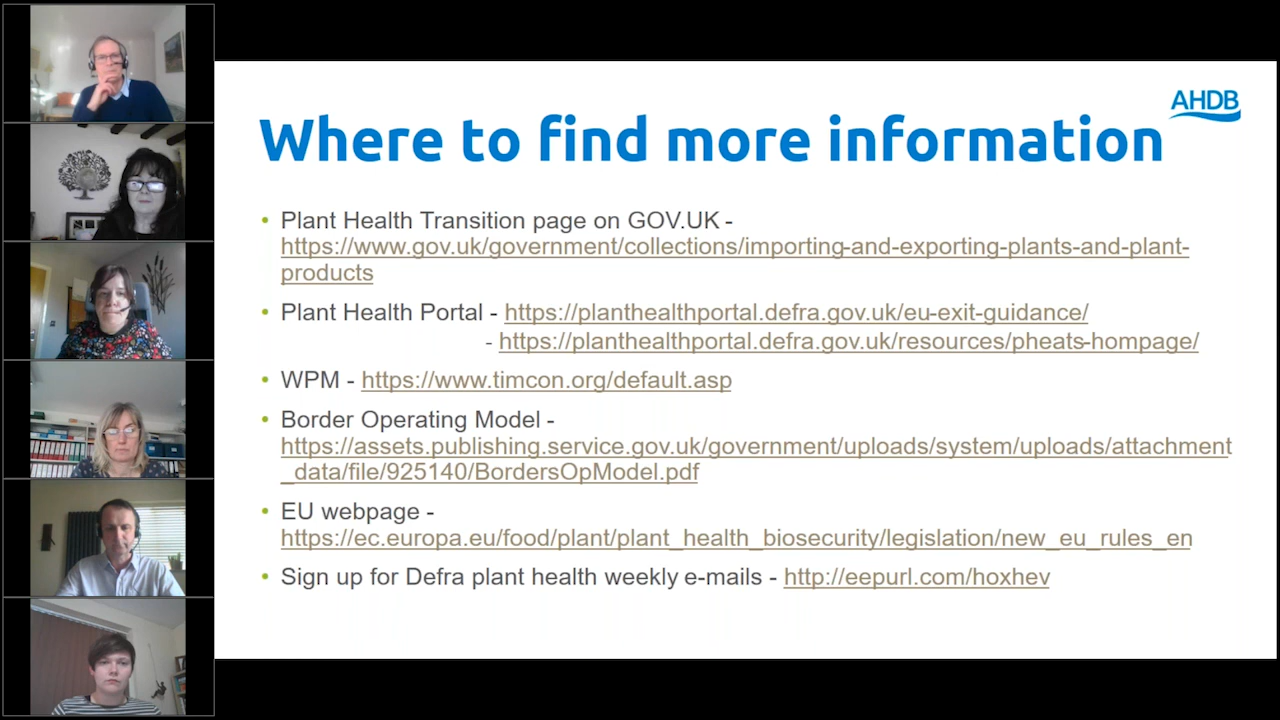 AHDB
Where to find more information
• Plant Health Transition page on GOV.UK -
https://www.gov.uk/government/collections/importing-and-exporting-plants-and-plant-
products
• Plant Health Portal - https://planthealthportal.defra.gov.uk/eu-exit-guidance/
- https://planthealthportal.defra.gov.uk/resources/pheats-hompage/
• WPM - https://www.timcon.org/default.asp
• Border Operating Model -
https://assets.publishing.service.gov.uk/government/uploads/system/uploads/attachment
_data/file/925140/BordersOpModel.pdf
• EU webpage -
https://ec.europa.eu/food/plant/plant_health_biosecurity/legislation/new_eu_rules_en
• Sign up for Defra plant health weekly e-mails - http://eepurl.com/hoxhev